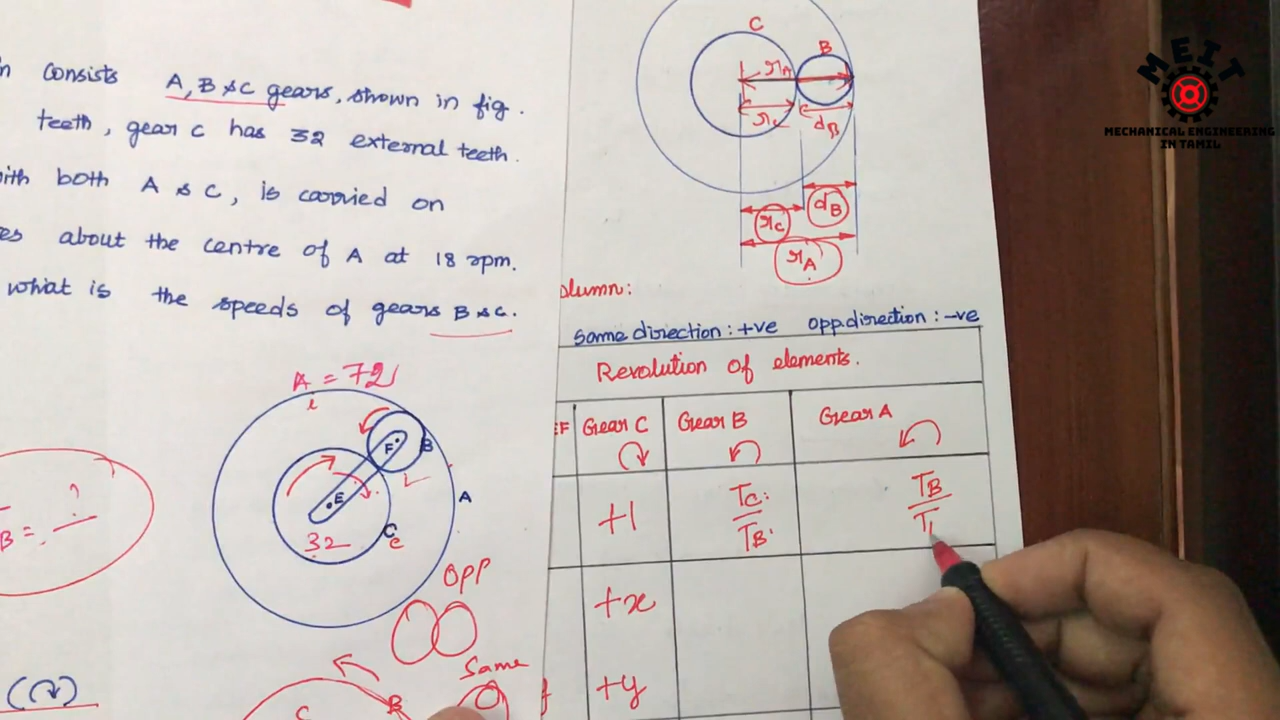 consists A, B & C gears, shown in fig.
teeth, gear C has 32 external teeth.
with both A & C, is carried on
about the centre of A at 18 rpm.
what is the speeds of gears B & C.
A = 72
B
F
L
E
A
C
32
B = ?
OPP
Same
C
B
C
B
rA
rC
dB
rC
dB
rA
same direction : +ve opp.direction : -ve
Revolution of elements.
Gear C Gear B Gear A
+1 TC/TB TB/T
+x
+y
MEIT
MECHANICAL ENGINEERING
IN TAMIL